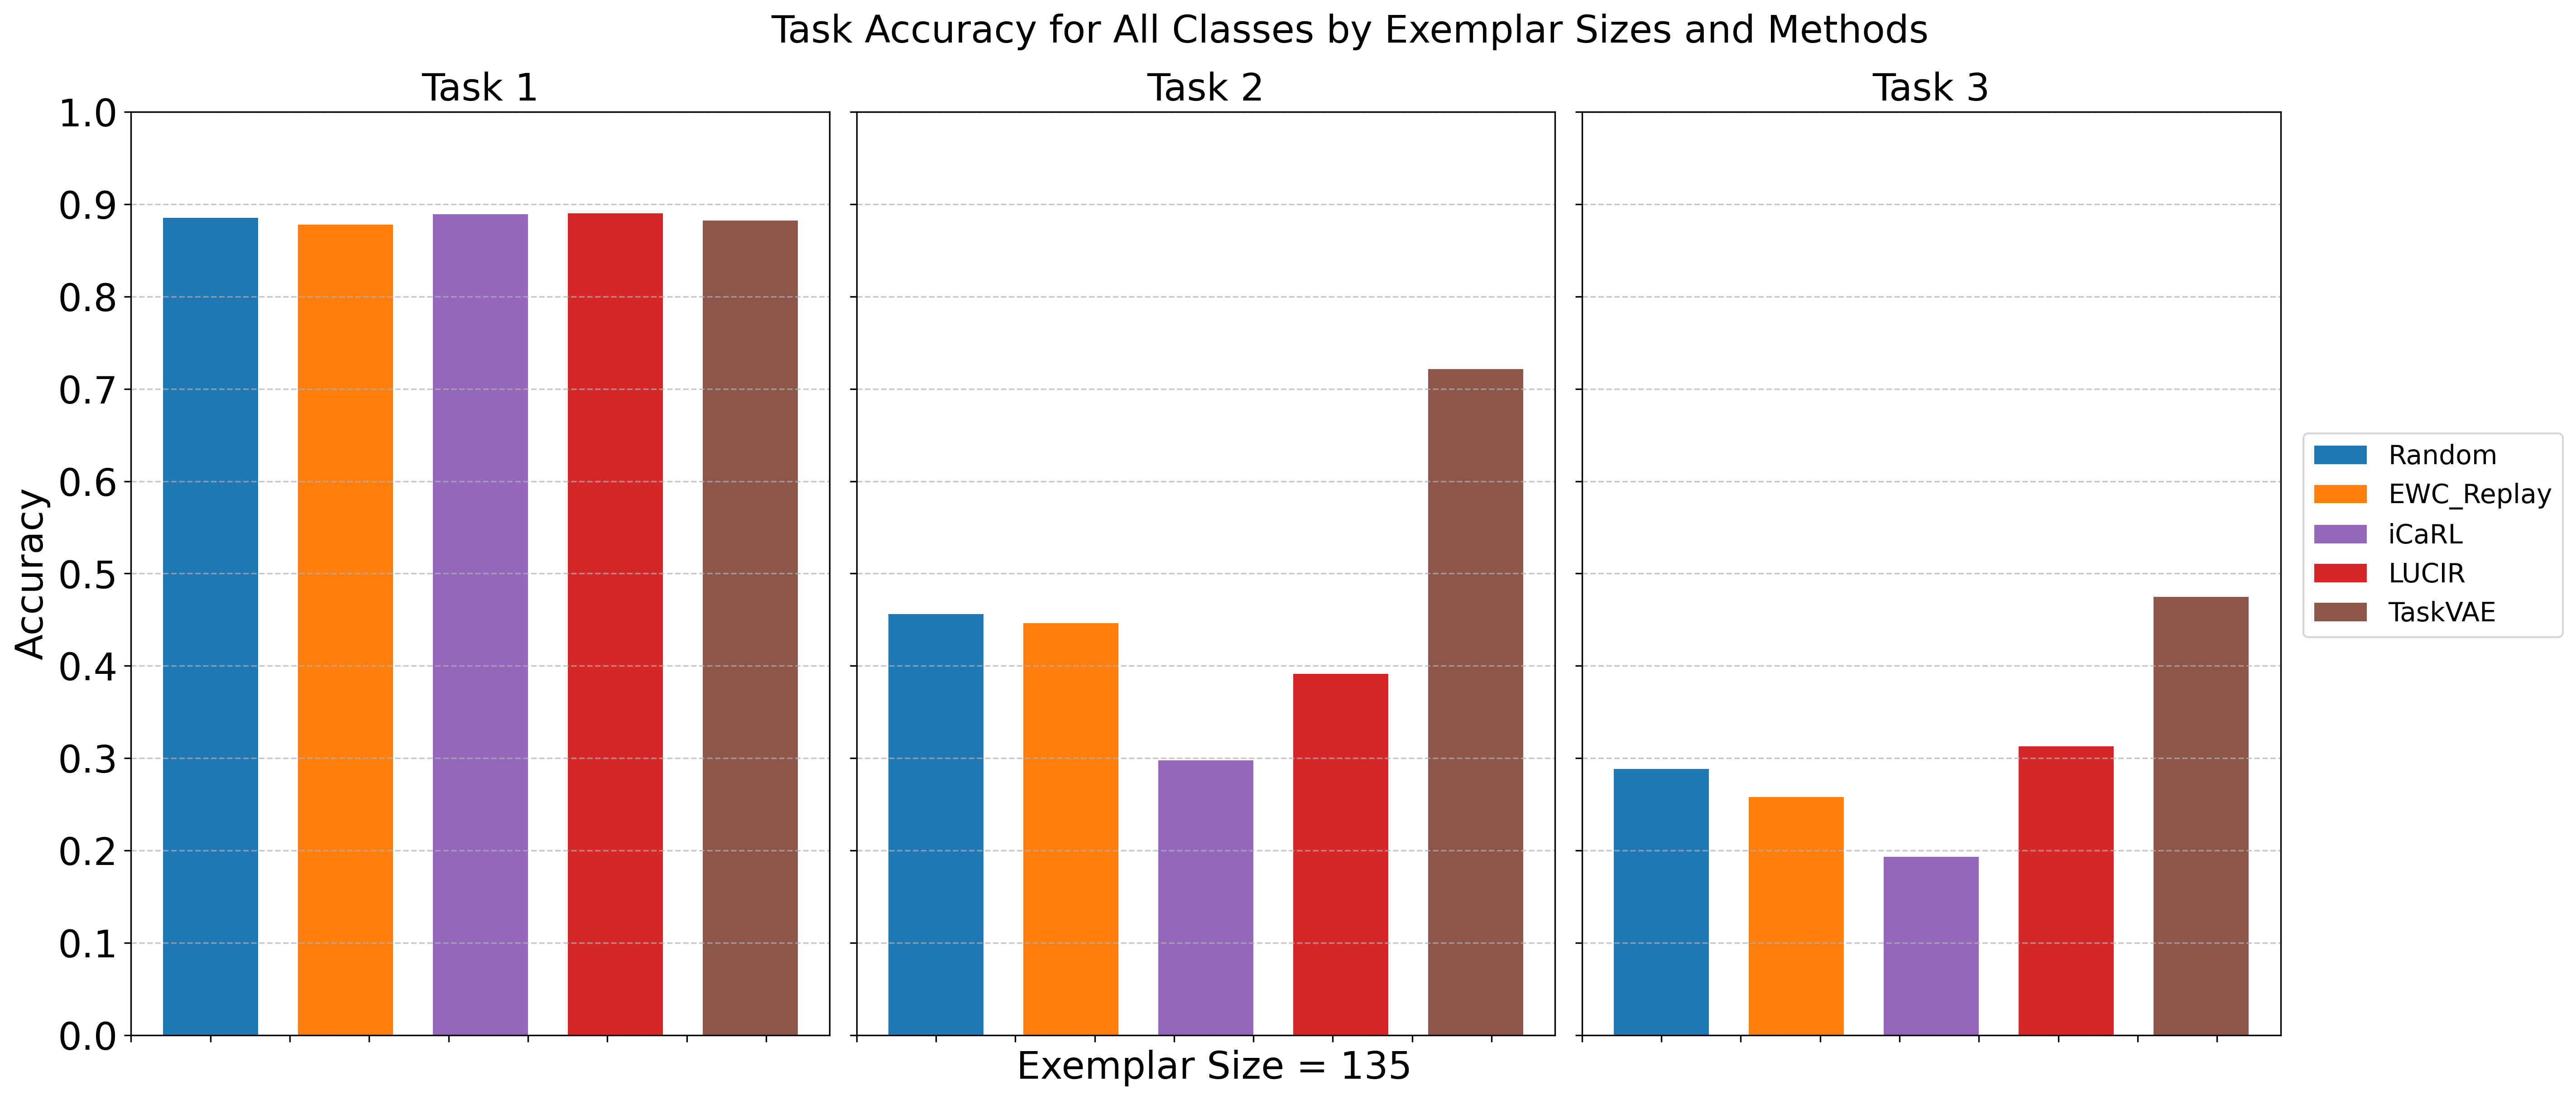 Task Accuracy for All Classes by Exemplar Sizes and Methods
Task 1
Task 2
Task 3
1.0
0.9
0.8
0.7
0.6
0.5
0.4
0.3
0.2
0.1
0.0
Accuracy
Exemplar Size = 135
Random
EWC_Replay
iCaRL
LUCIR
TaskVAE